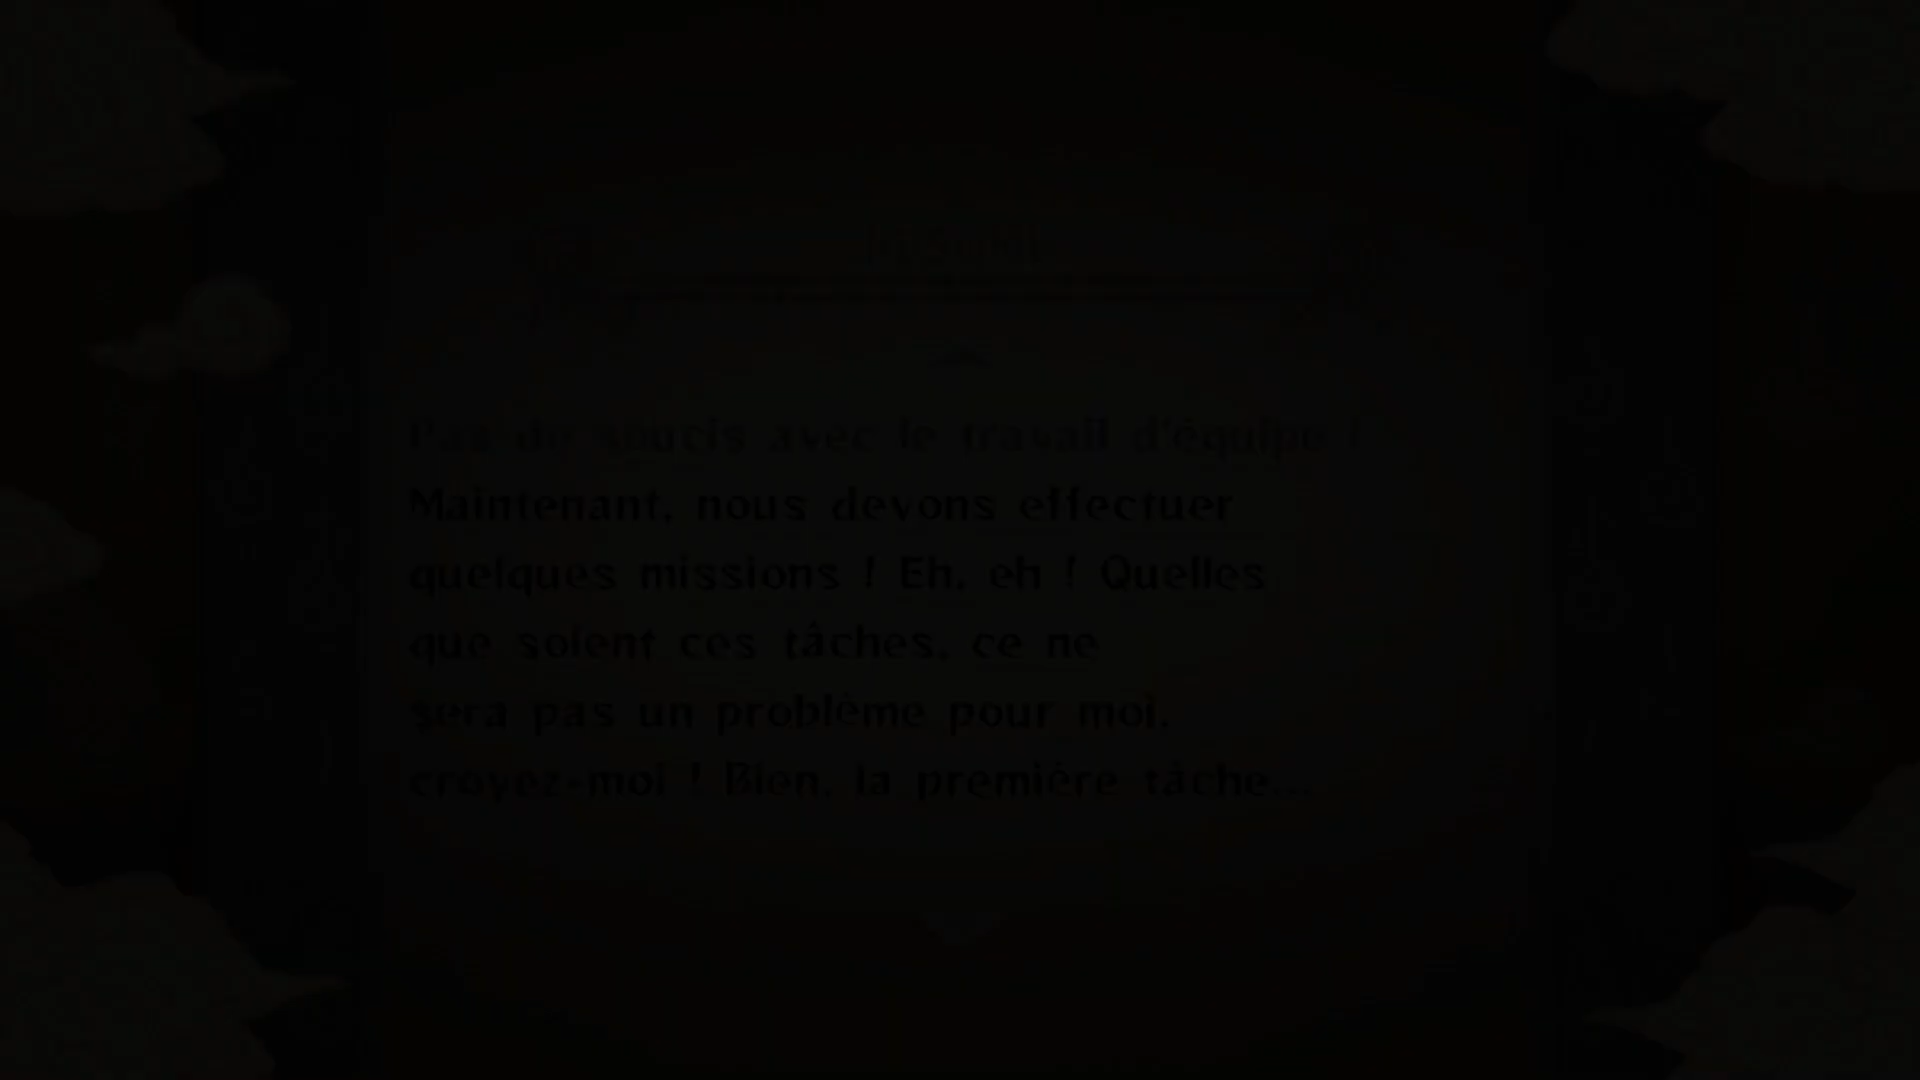 Résumé
Pas de soucis avec le travail d'équipe !
Maintenant, nous devons effectuer
quelques missions ! Eh, eh ! Quelles
que soient ces tâches, ce ne
sera pas un problème pour moi,
croyez-moi ! Bien, la première tâche...